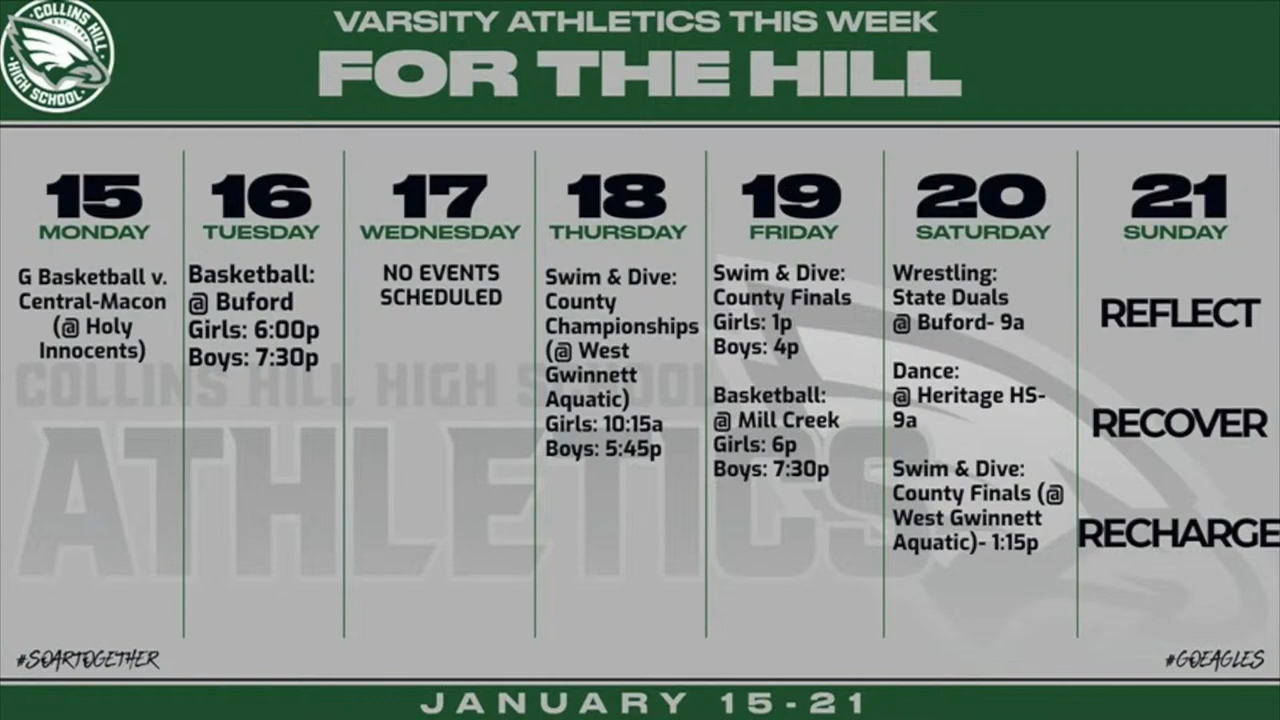 COLLINS HILL
HIGH SCHOOL
VARSITY ATHLETICS THIS WEEK
FOR THE HILL
15
MONDAY
G Basketball v.
Central-Macon
(@ Holy
Innocents)
16
TUESDAY
Basketball:
@ Buford
Girls: 6:00p
Boys: 7:30p
17
WEDNESDAY
NO EVENTS
SCHEDULED
18
THURSDAY
Swim & Dive:
County
Championships
(@ West
Gwinnett
Aquatic)
Girls: 10:15a
Boys: 5:45p
19
FRIDAY
Swim & Dive:
County Finals
Girls: 1p
Boys: 4p
Basketball:
@ Mill Creek
Girls: 6p
Boys: 7:30p
20
SATURDAY
Wrestling:
State Duals
@ Buford- 9a
Dance:
@ Heritage HS-
9a
Swim & Dive:
County Finals (@
West Gwinnett
Aquatic)- 1:15p
21
SUNDAY
REFLECT
RECOVER
RECHARGE
COLLINS HILL HIGH SCHOOL
ATHLETICS
#SOARTOGETHER
#GOEAGLES
JANUARY 15-21